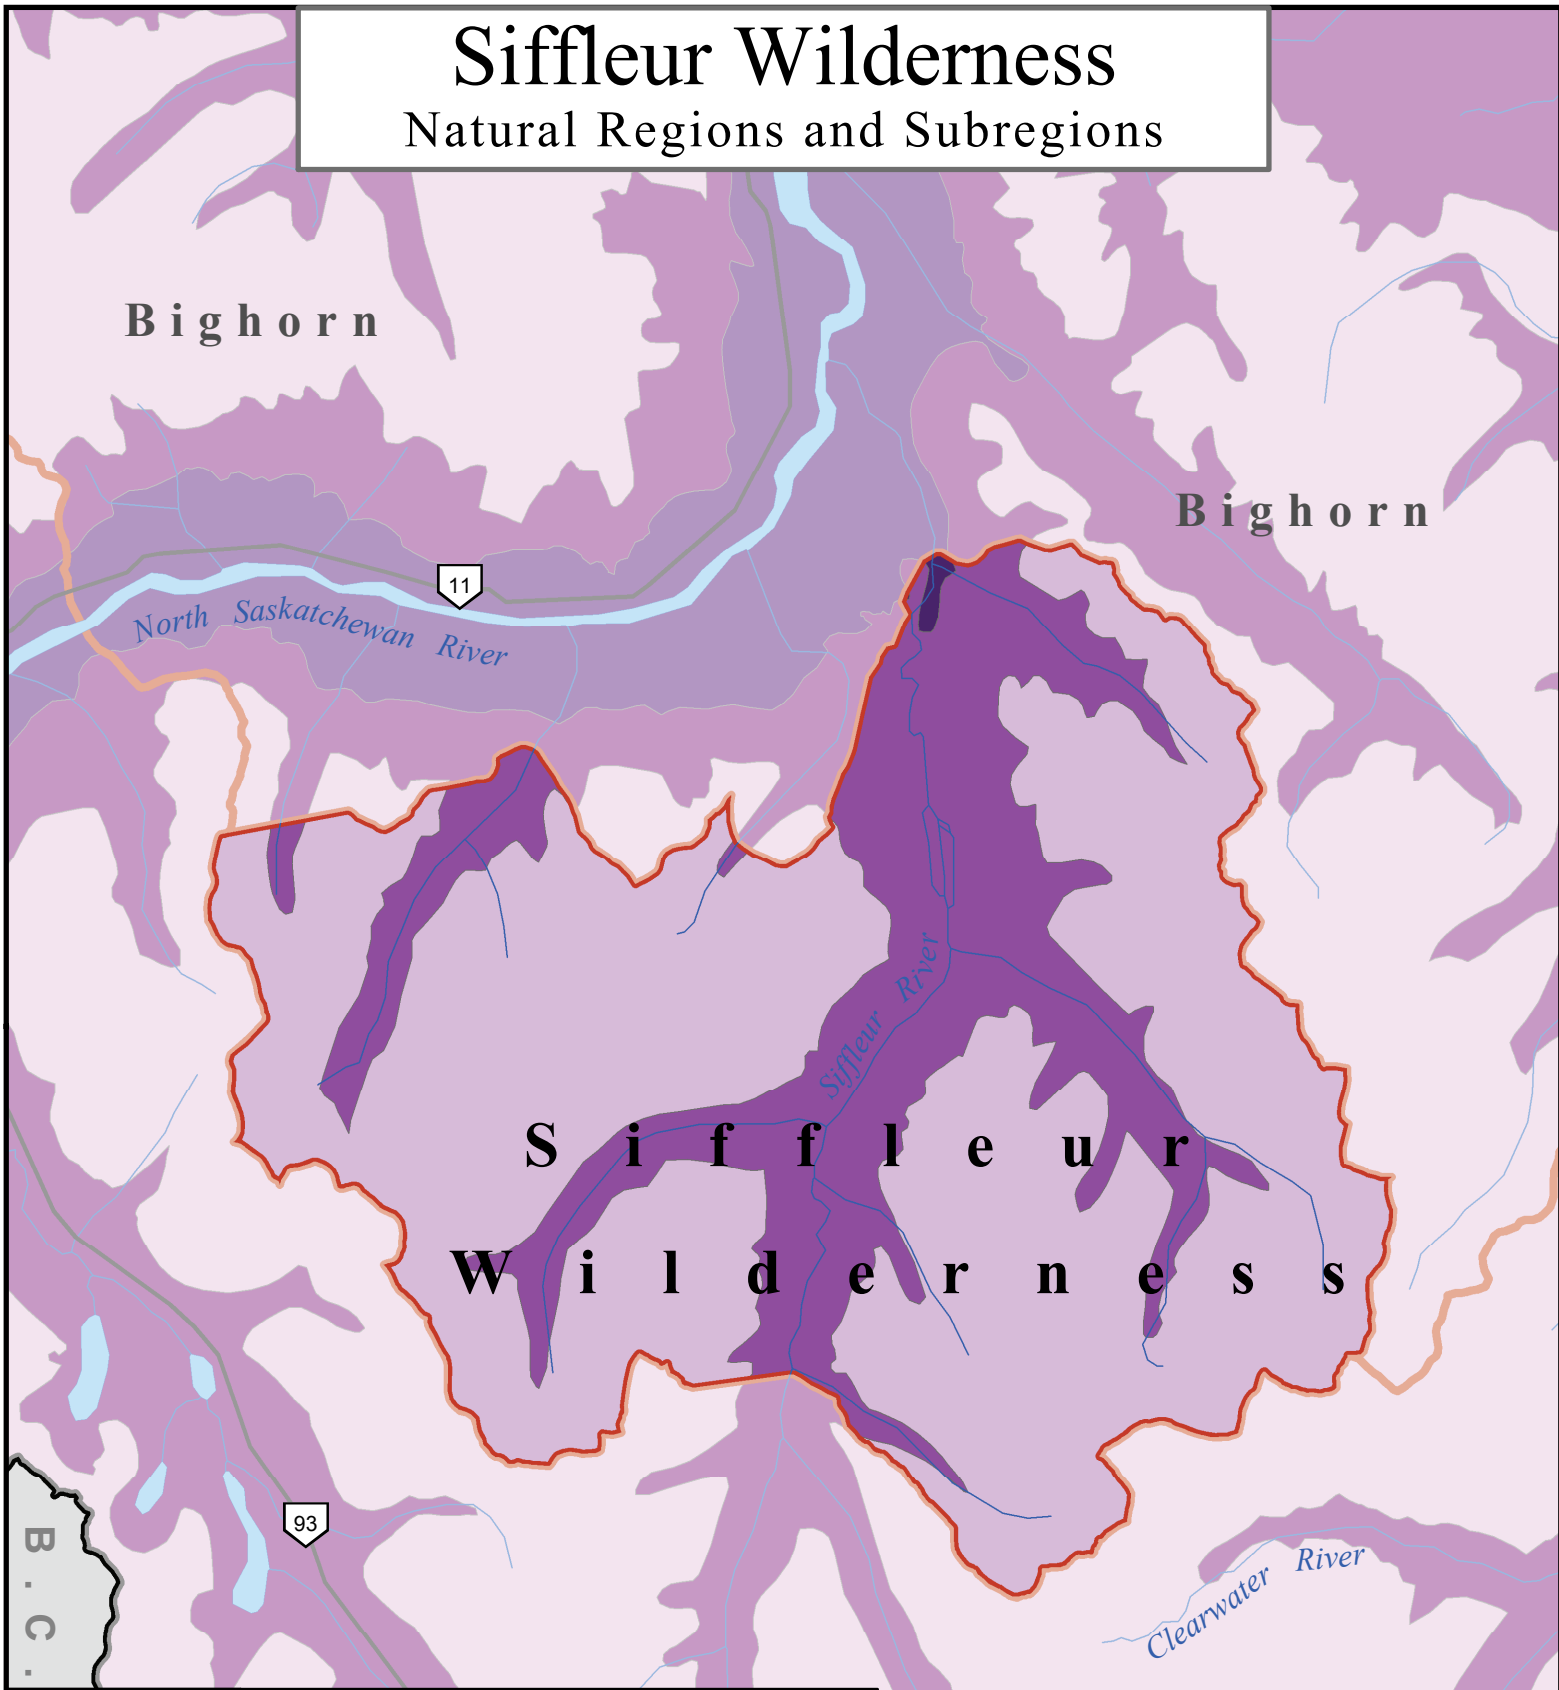 Siffleur Wilderness
Natural Regions and Subregions
Bighorn
Bighorn
11
North Saskatchewan River
Siffleur River
Siffleur
Wilderness
93
B.C.
Clearwater River